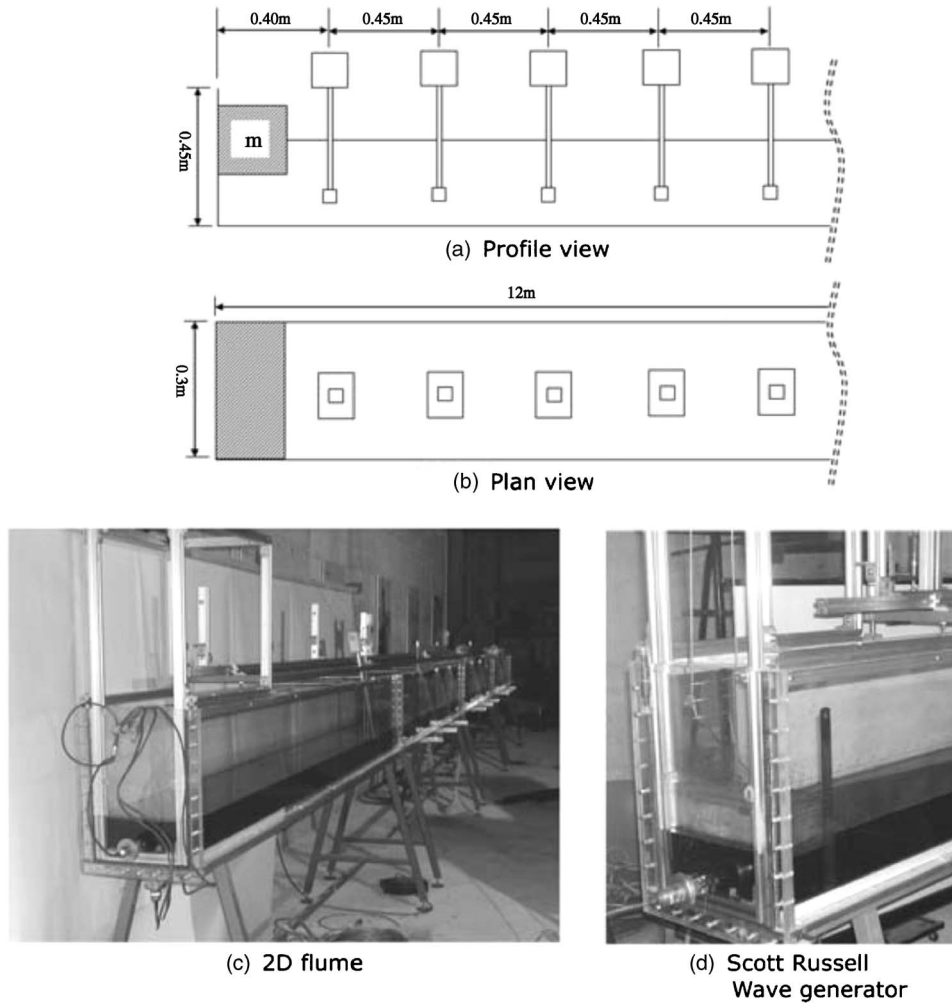 0.40m 0.45m 0.45m 0.45m 0.45m
m
0.45m
(a) Profile view
12m
0.3m
(b) Plan view
(c) 2D flume
(d) Scott Russell
Wave generator